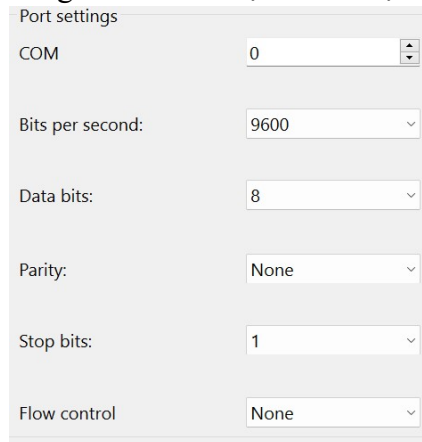 Port settings
COM 0
Bits per second: 9600
Data bits: 8
Parity: None
Stop bits: 1
Flow control None